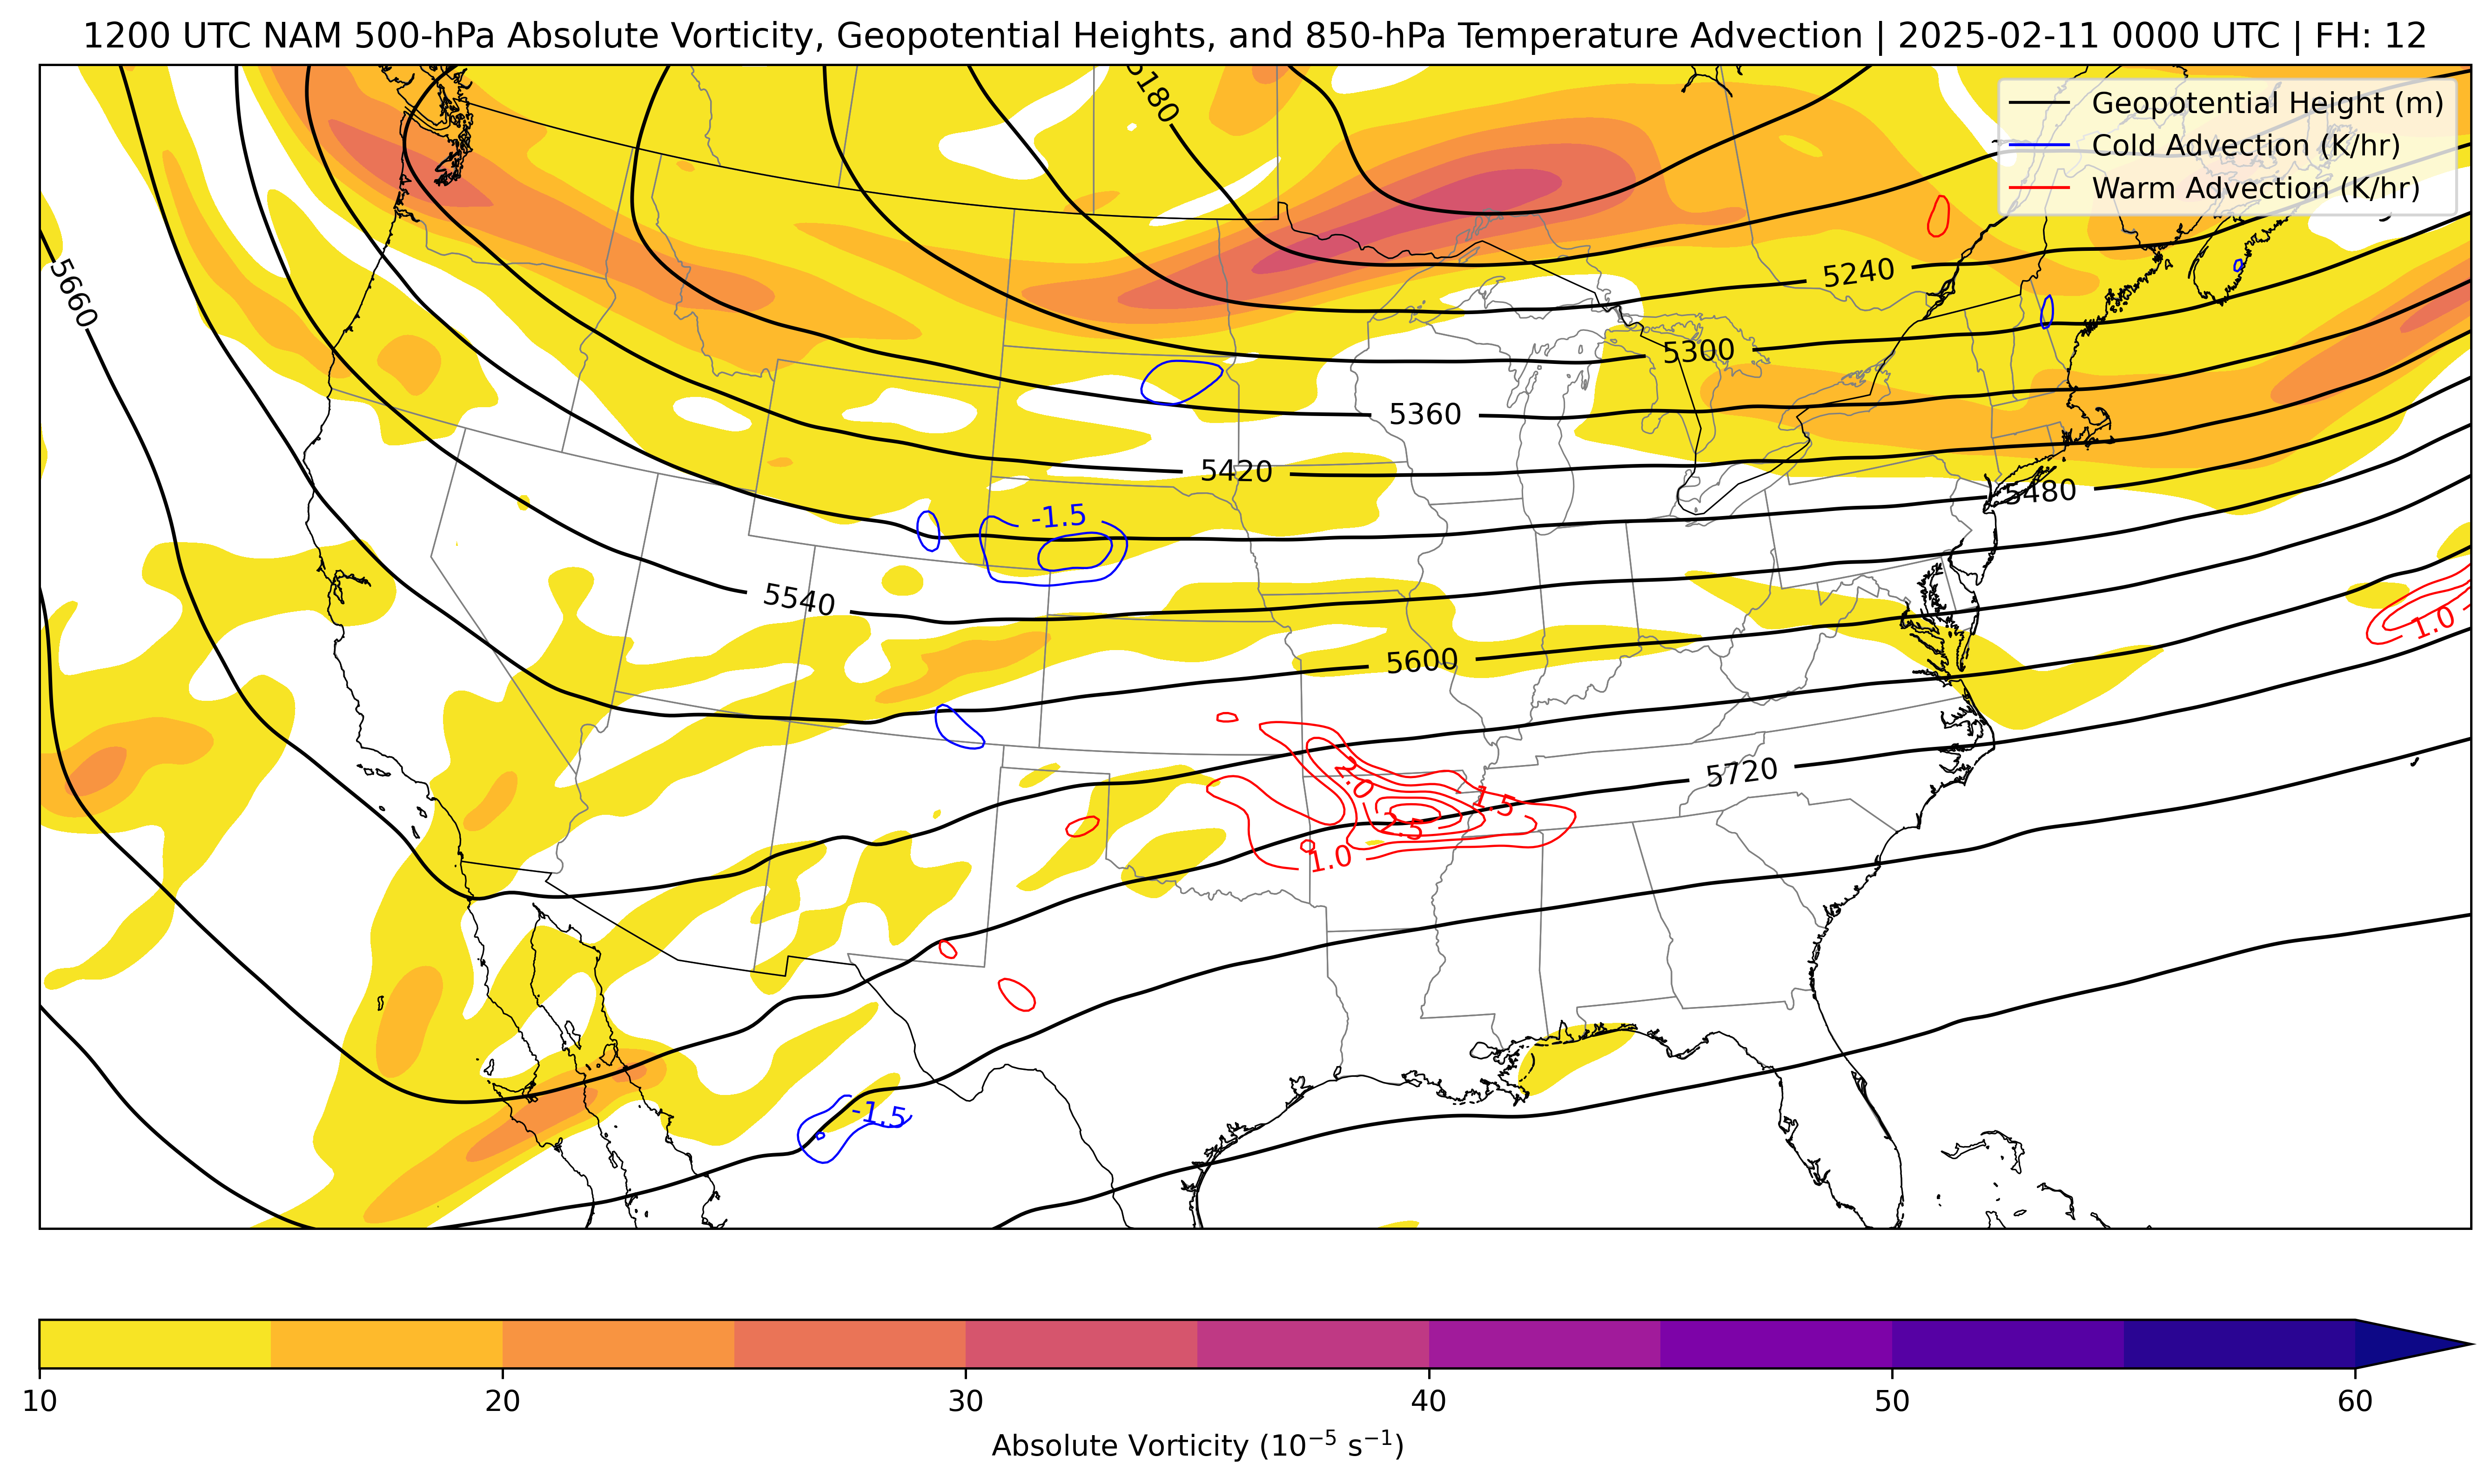 1200 UTC NAM 500-hPa Absolute Vorticity, Geopotential Heights, and 850-hPa Temperature Advection | 2025-02-11 0000 UTC | FH: 12
Geopotential Height (m)
Cold Advection (K/hr)
Warm Advection (K/hr)
5180
5240
5660
5300
5360
5420
5480
-1.5
5540
1.0
5600
5720
2.0
1.5
2.5
1.0
-1.5
10 20 30 40 50 60
Absolute Vorticity (10⁻⁵ s⁻¹)